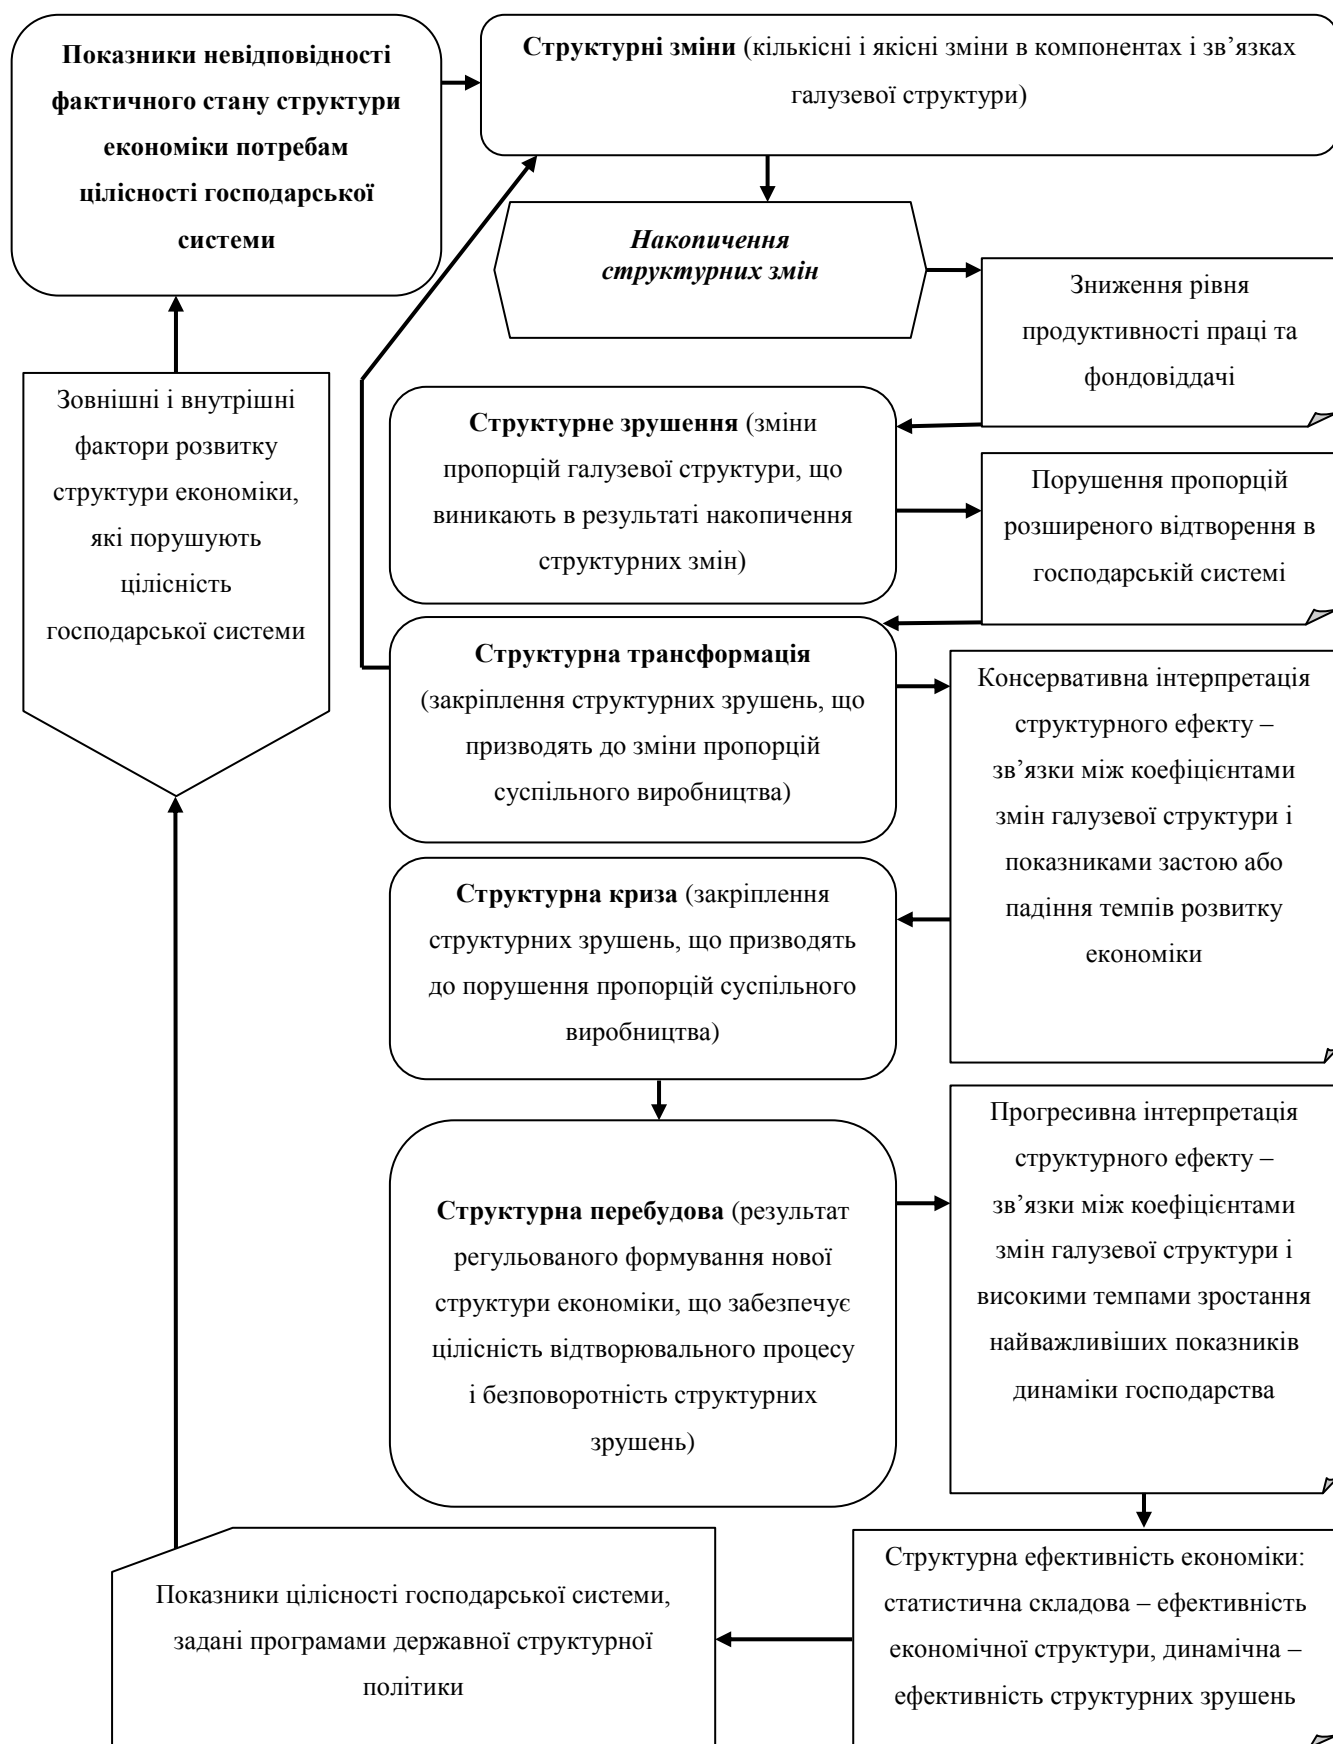 Показники невідповідності
фактичного стану структури
економіки потребам
цілісності господарської
системи
Структурні зміни (кількісні і якісні зміни в компонентах і зв’язках
галузевої структури)
Накопичення
структурних змін
Зниження рівня
продуктивності праці та
фондовіддачі
Зовнішні і внутрішні
фактори розвитку
структури економіки,
які порушують
цілісність
господарської системи
Структурне зрушення (зміни
пропорцій галузевої структури, що
виникають в результаті накопичення
структурних змін)
Порушення пропорцій
розширеного відтворення в
господарській системі
Структурна трансформація
(закріплення структурних зрушень, що
призводять до зміни пропорцій
суспільного виробництва)
Консервативна інтерпретація
структурного ефекту –
зв’язки між коефіцієнтами
змін галузевої структури і
показниками застою або
падіння темпів розвитку
економіки
Структурна криза (закріплення
структурних зрушень, що призводять
до порушення пропорцій суспільного
виробництва)
Структурна перебудова (результат
регульованого формування нової
структури економіки, що забезпечує
цілісність відтворювального процесу
і безповоротність структурних
зрушень)
Прогресивна інтерпретація
структурного ефекту –
зв’язки між коефіцієнтами
змін галузевої структури і
високими темпами зростання
найважливіших показників
динаміки господарства
Структурна ефективність економіки:
статистична складова – ефективність
економічної структури, динамічна –
ефективність структурних зрушень
Показники цілісності господарської системи,
задані програмами державної структурної
політики